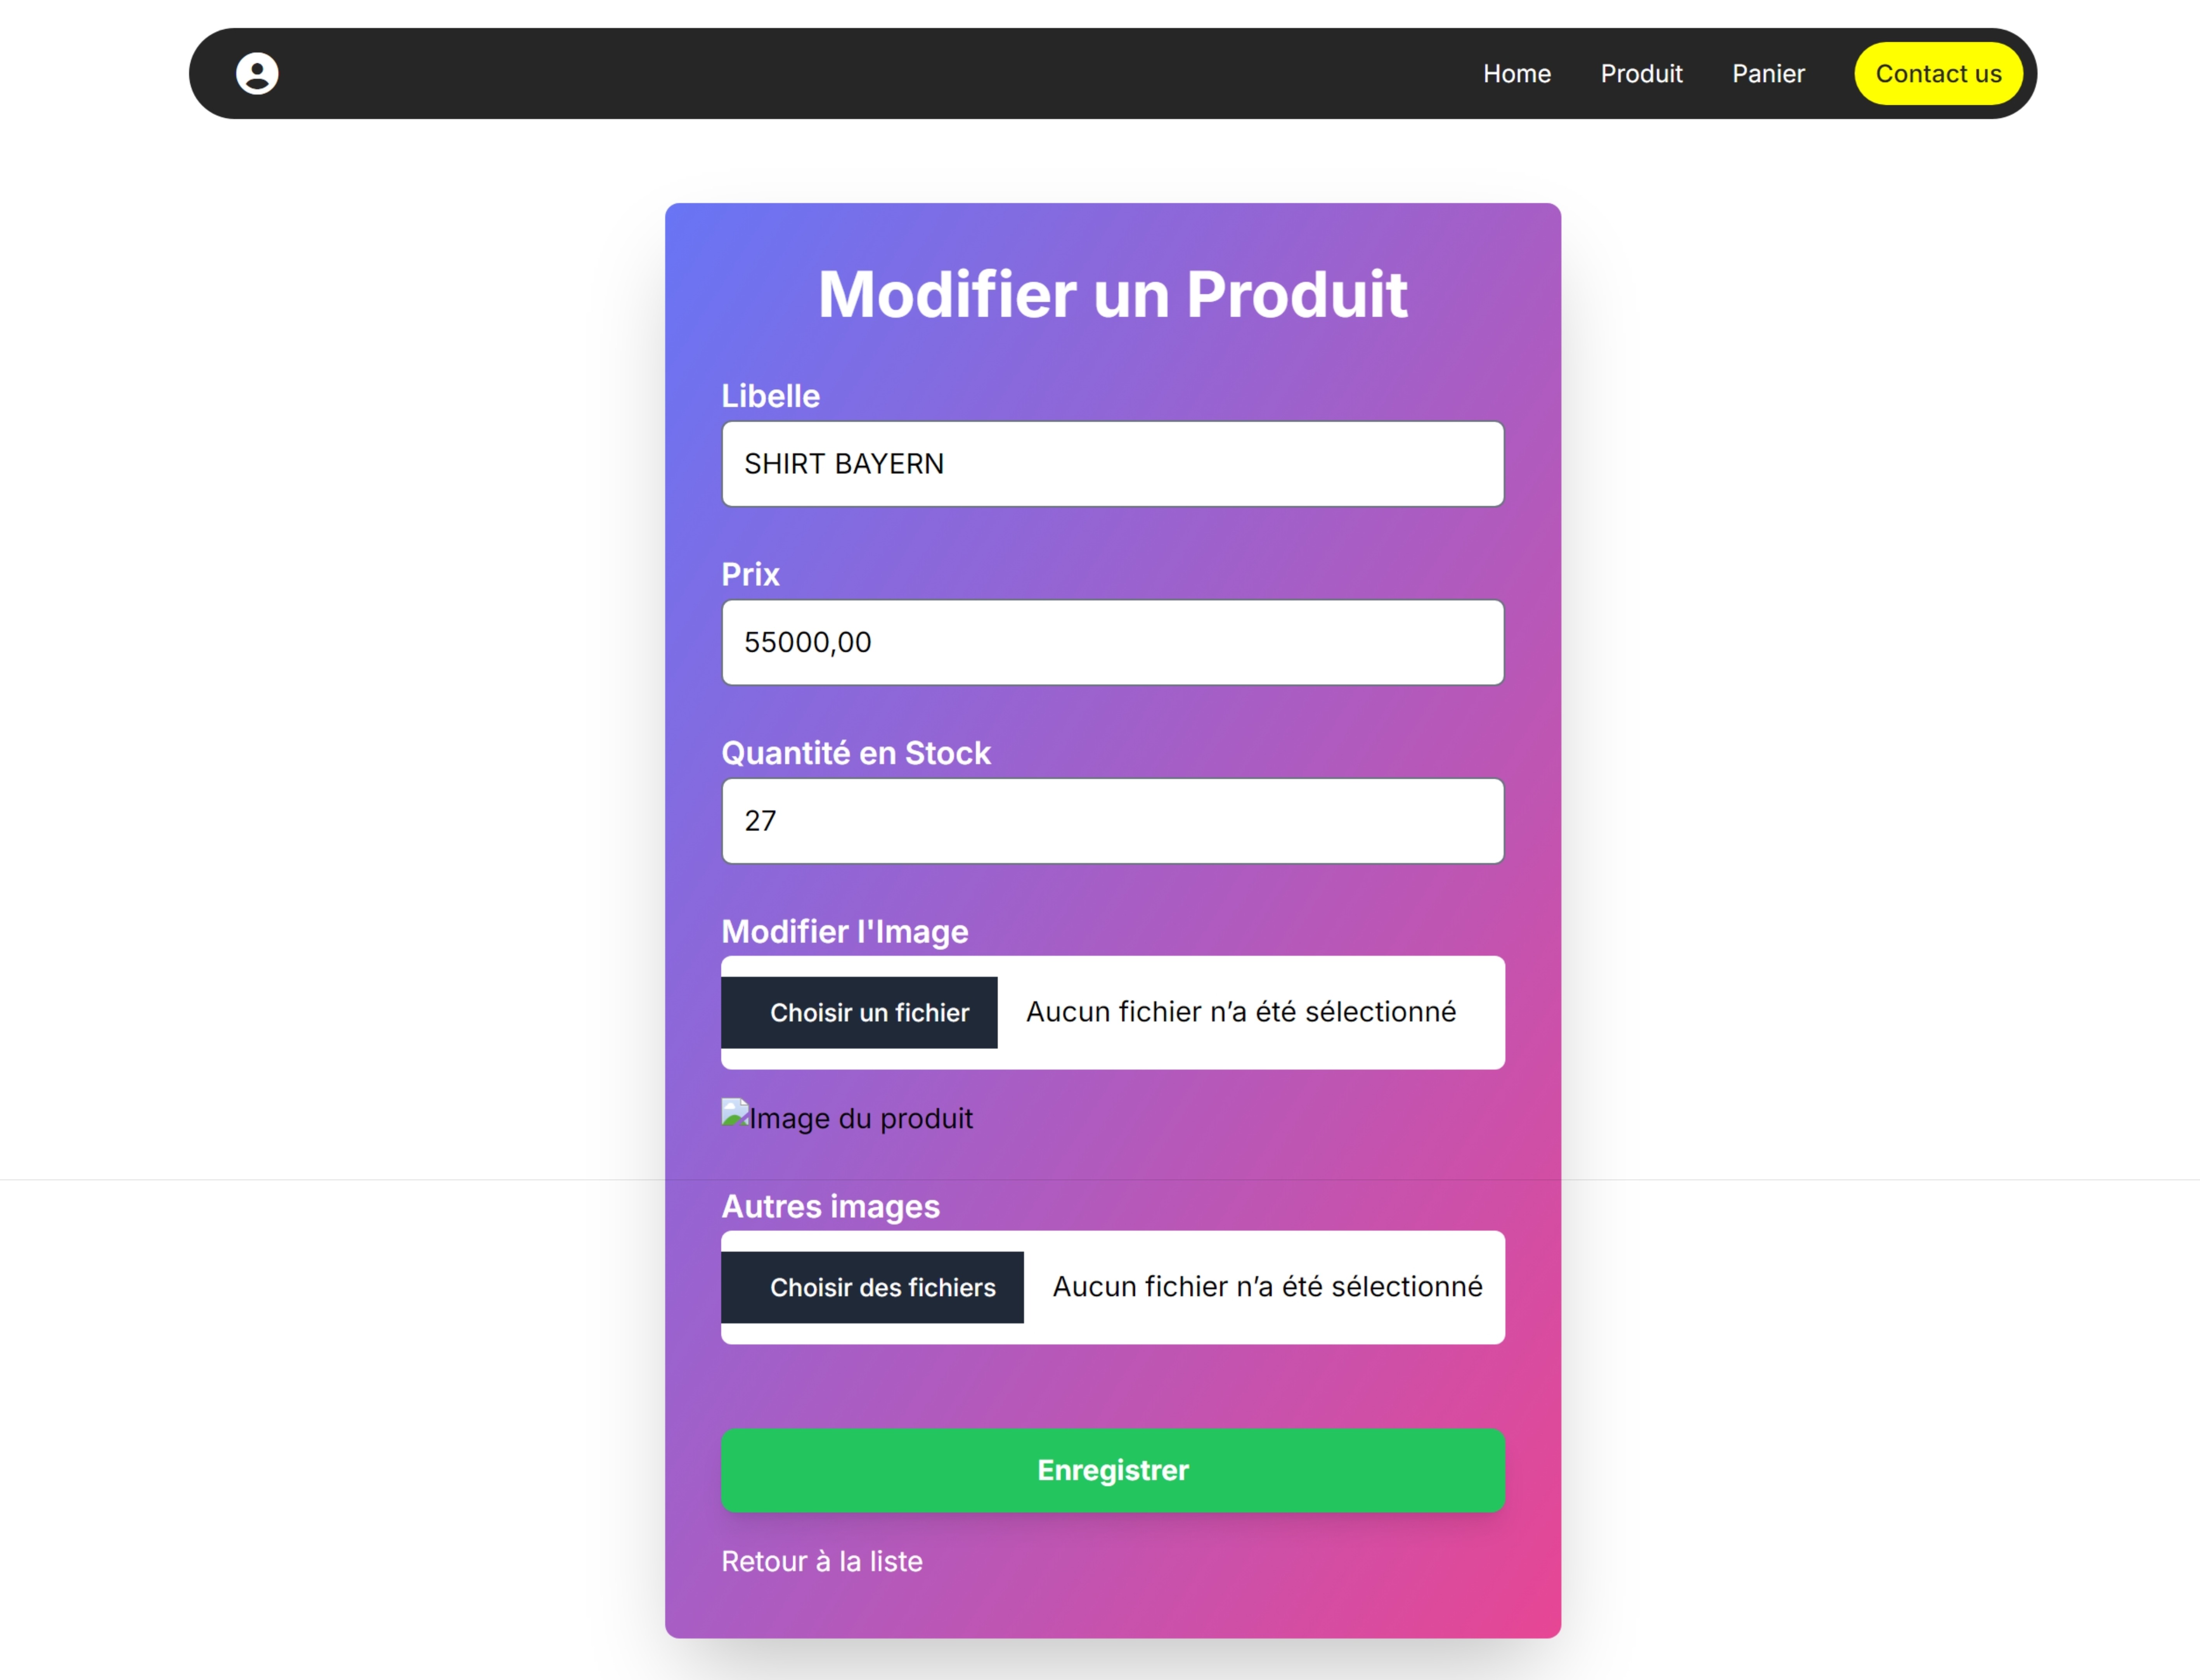 Home Produit Panier Contact us
Modifier un Produit
Libelle
SHIRT BAYERN
Prix
55000,00
Quantité en Stock
27
Modifier l'Image
Choisir un fichier Aucun fichier n’a été sélectionné
Image du produit
Autres images
Choisir des fichiers Aucun fichier n’a été sélectionné
Enregistrer
Retour à la liste